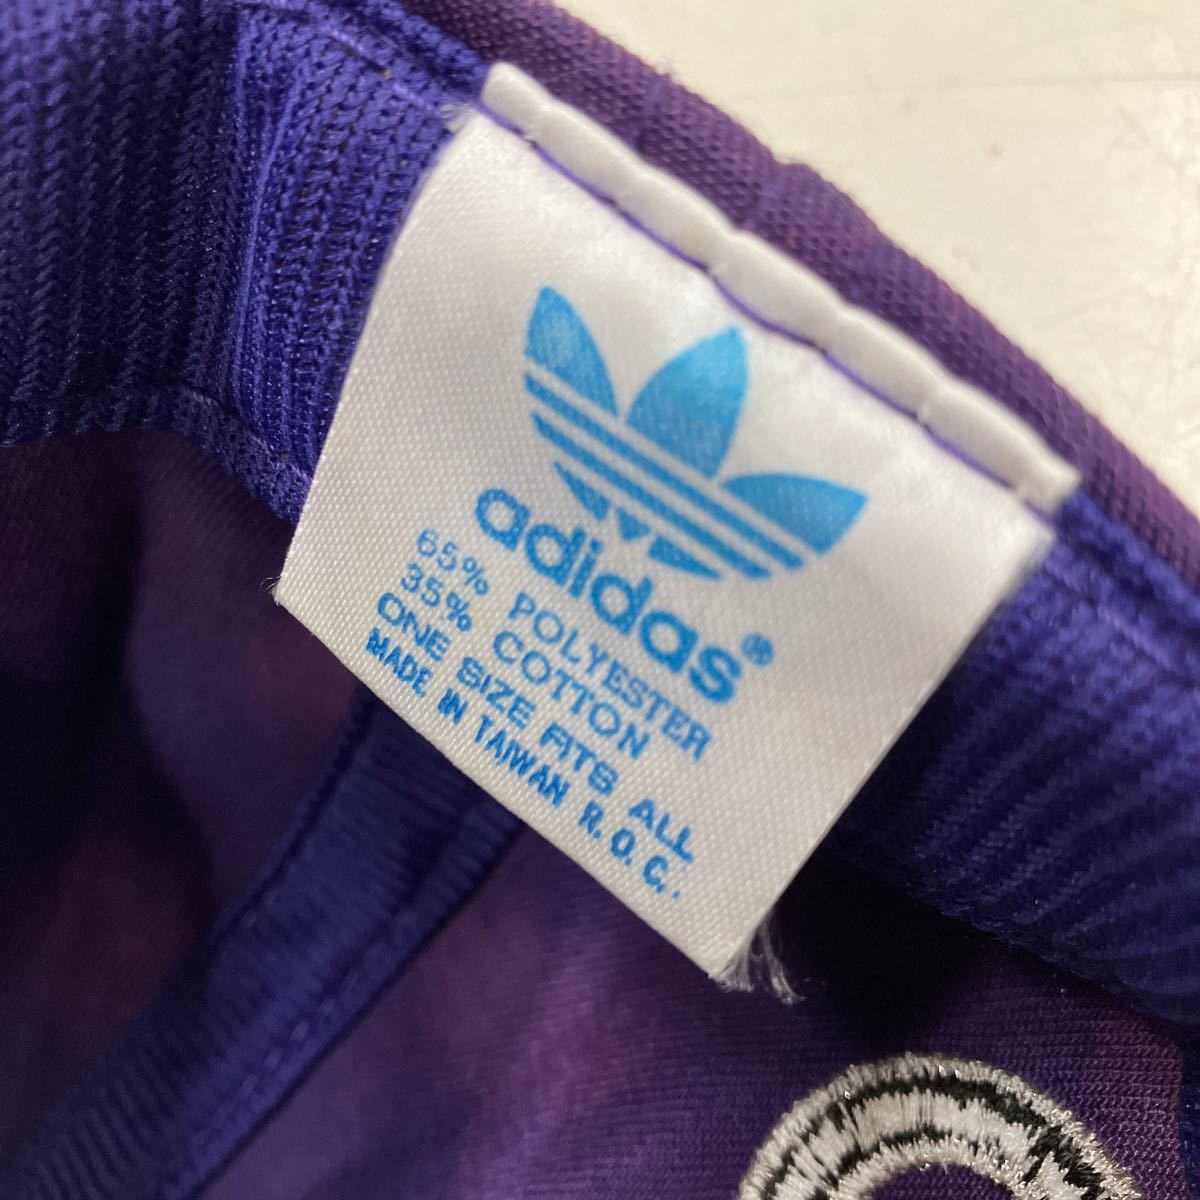 adidas®
65% POLYESTER
35% COTTON
ONE SIZE FITS ALL
MADE IN TAIWAN R.O.C.